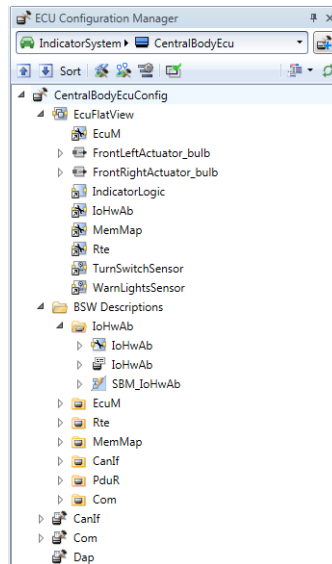 ECU Configuration Manager
IndicatorSystem CentralBodyEcu
Sort
CentralBodyEcuConfig
EcuFlatView
EcuM
FrontLeftActuator_bulb
FrontRightActuator_bulb
IndicatorLogic
IoHwAb
MemMap
Rte
TurnSwitchSensor
WarnLightsSensor
BSW Descriptions
IoHwAb
IoHwAb
IoHwAb
SBM_IoHwAb
EcuM
Rte
MemMap
CanIf
PduR
Com
CanIf
Com
Dap